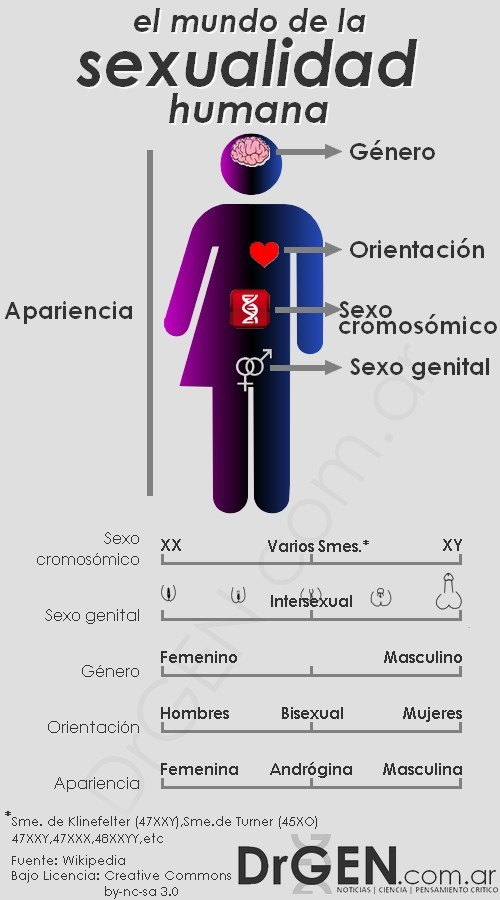 el mundo de la
sexualidad
humana
Género
Orientación
Apariencia
Sexo
cromosómico
Sexo genital
DrGEN.com.ar
Sexo
cromosómico
XX Varios Smes.* XY
Sexo genital
Intersexual
Género
Femenino Masculino
Orientación
Hombres Bisexual Mujeres
Apariencia
Femenina Andrógina Masculina
*Sme. de Klinefelter (47XXY),Sme.de Turner (45XO)
47XXY,47XXX,48XXYY,etc
Fuente: Wikipedia
Bajo Licencia: Creative Commons
by-nc-sa 3.0
DrGEN.com.ar
NOTICIAS | CIENCIA | PENSAMIENTO CRITICO